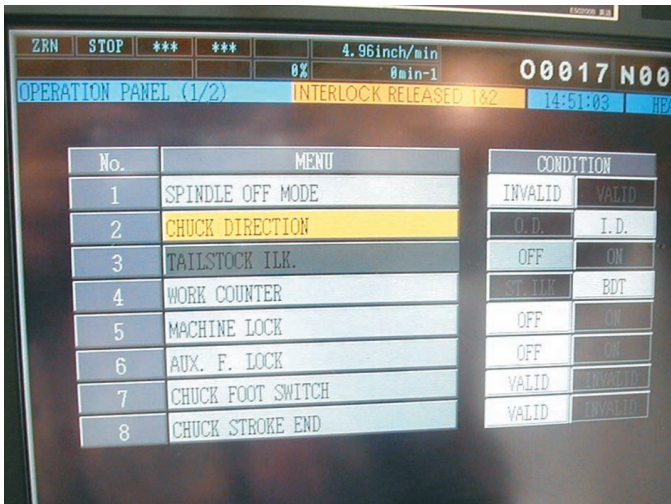 ZRN STOP *** *** 4.96inch/min
0% 0min-1 O0017 N00
OPERATION PANEL (1/2) INTERLOCK RELEASED 1&2 14:51:03 HEA
No. MENU CONDITION
1 SPINDLE OFF MODE INVALID VALID
2 CHUCK DIRECTION O.D. I.D.
3 TAILSTOCK ILK. OFF ON
4 WORK COUNTER ST.ILK BDT
5 MACHINE LOCK OFF ON
6 AUX. F. LOCK OFF ON
7 CHUCK FOOT SWITCH VALID INVALID
8 CHUCK STROKE END VALID INVALID